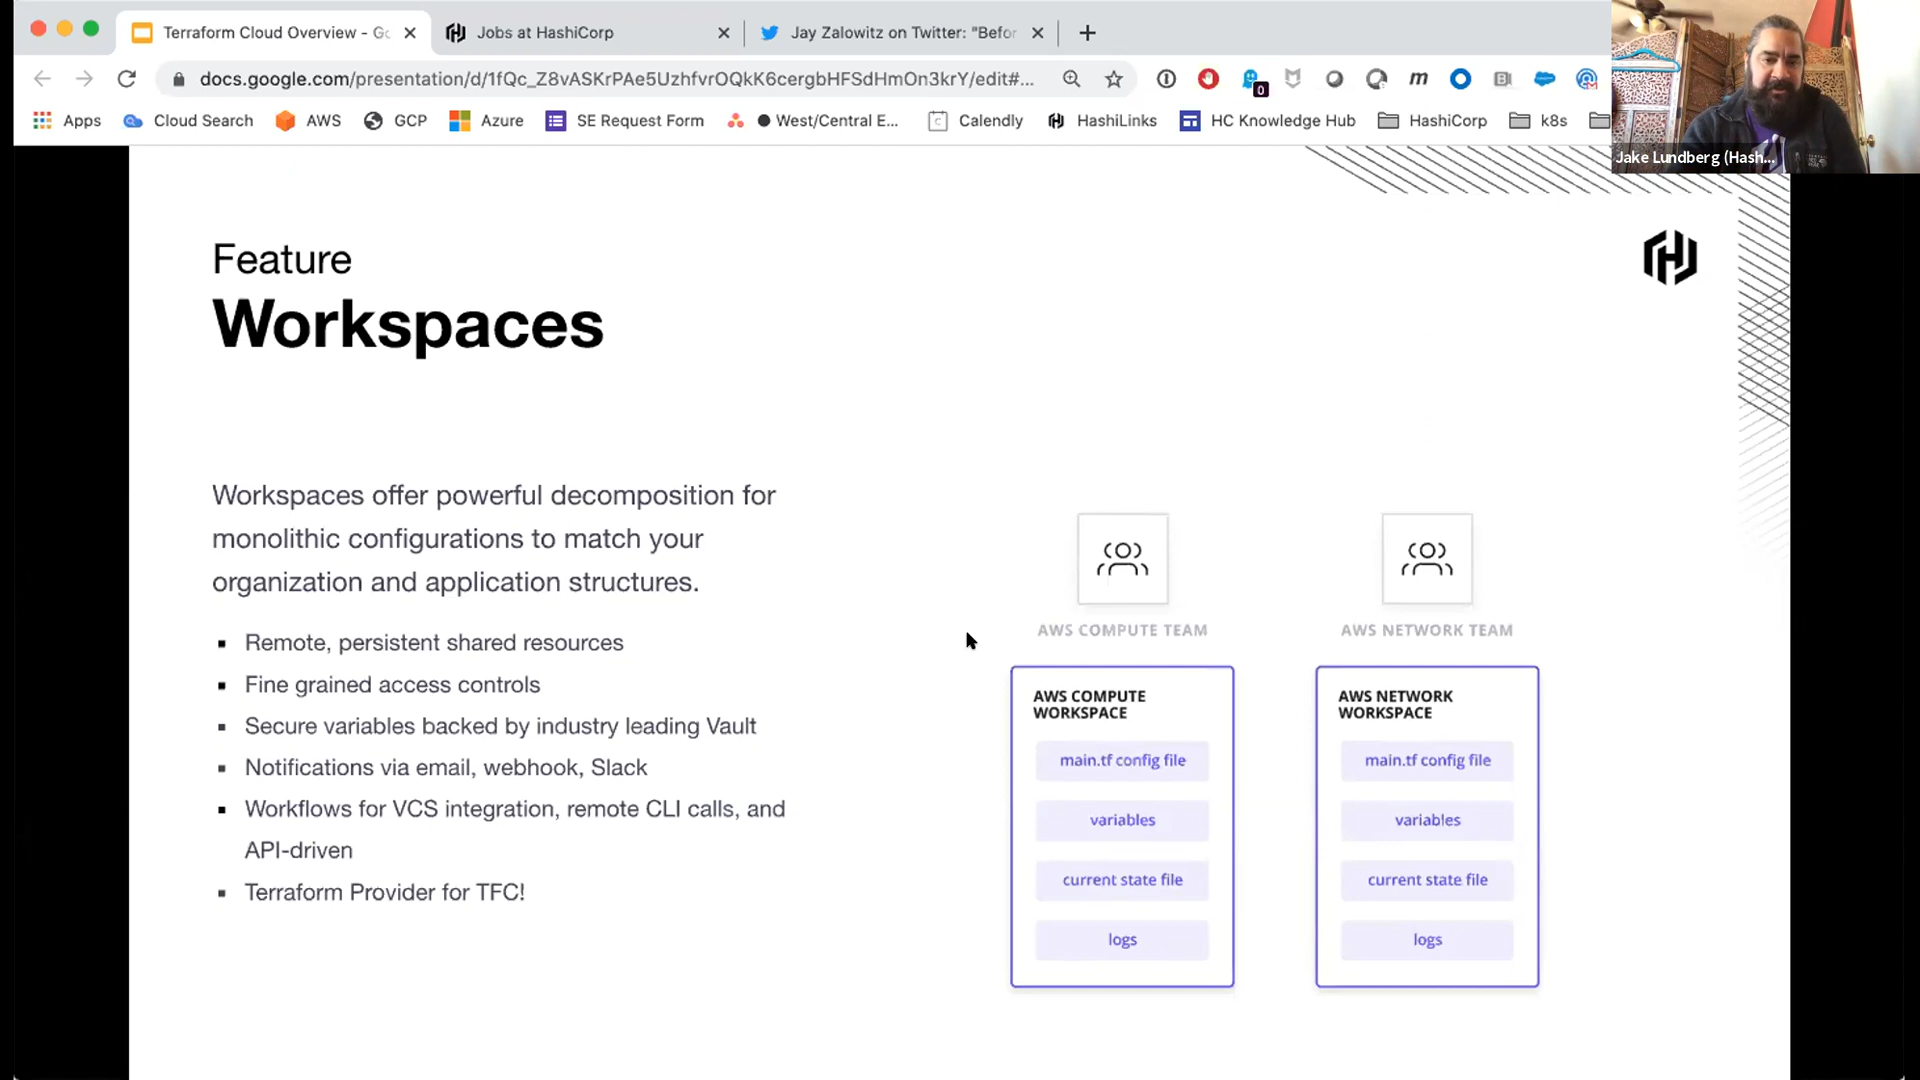 Terraform Cloud Overview - Go
Jobs at HashiCorp
Jay Zalowitz on Twitter: "Befor
docs.google.com/presentation/d/1fQc_Z8vASKrPAe5UzhfvrOQkK6cergbHFSdHmOn3krY/edit#...
0
m
Apps
Cloud Search
AWS
GCP
Azure
SE Request Form
West/Central E...
Calendly
HashiLinks
HC Knowledge Hub
HashiCorp
k8s
Jake Lundberg (Hash...
Feature
Workspaces
Workspaces offer powerful decomposition for
monolithic configurations to match your
organization and application structures.
Remote, persistent shared resources
Fine grained access controls
Secure variables backed by industry leading Vault
Notifications via email, webhook, Slack
Workflows for VCS integration, remote CLI calls, and
API-driven
Terraform Provider for TFC!
AWS COMPUTE TEAM
AWS COMPUTE
WORKSPACE
main.tf config file
variables
current state file
logs
AWS NETWORK TEAM
AWS NETWORK
WORKSPACE
main.tf config file
variables
current state file
logs